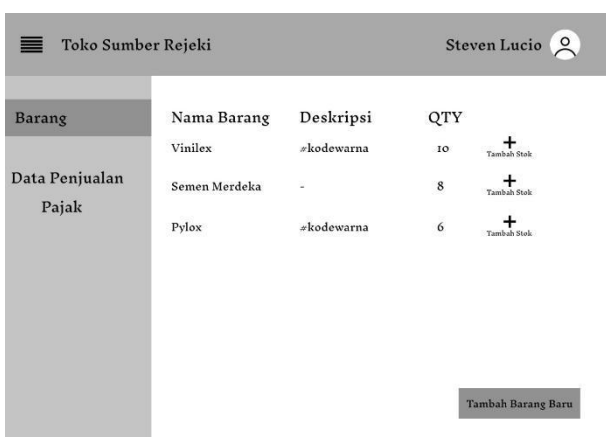 Toko Sumber Rejeki
Steven Lucio
Barang
Data Penjualan
Pajak
Nama Barang Deskripsi QTY
Vinilex #kodewarna 10
Tambah Stok
Semen Merdeka - 8
Tambah Stok
Pylox #kodewarna 6
Tambah Stok
Tambah Barang Baru